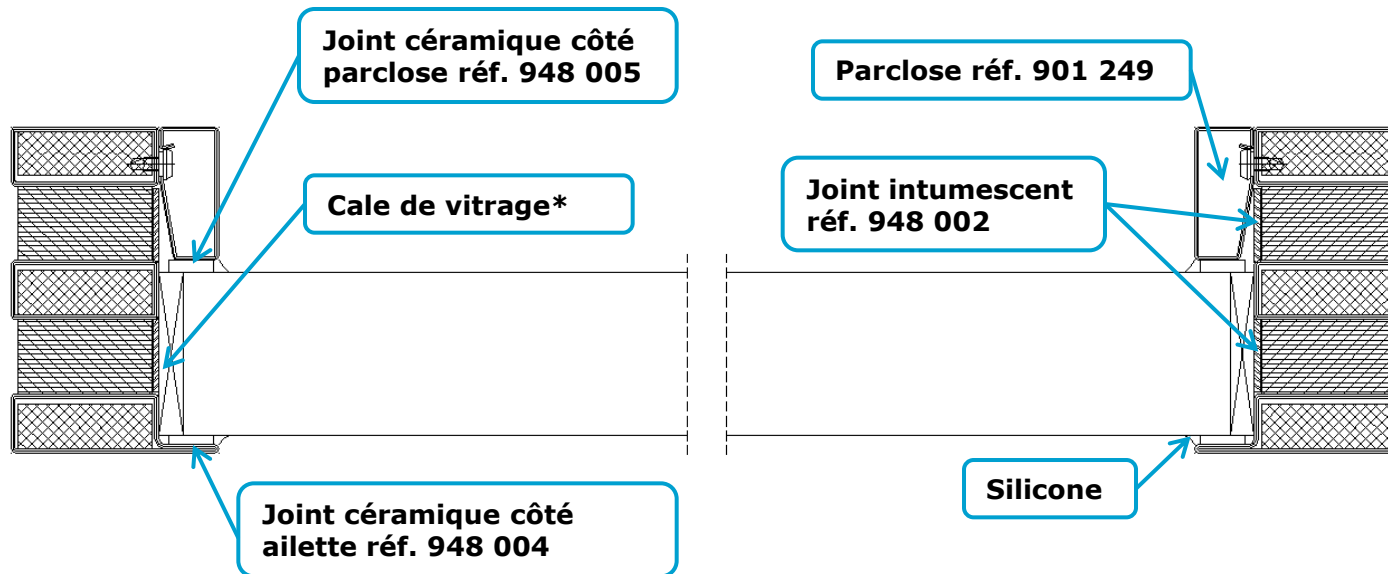 Joint céramique côté
parclose réf. 948 005
Parclose réf. 901 249
Cale de vitrage*
Joint intumescent
réf. 948 002
Silicone
Joint céramique côté
ailette réf. 948 004